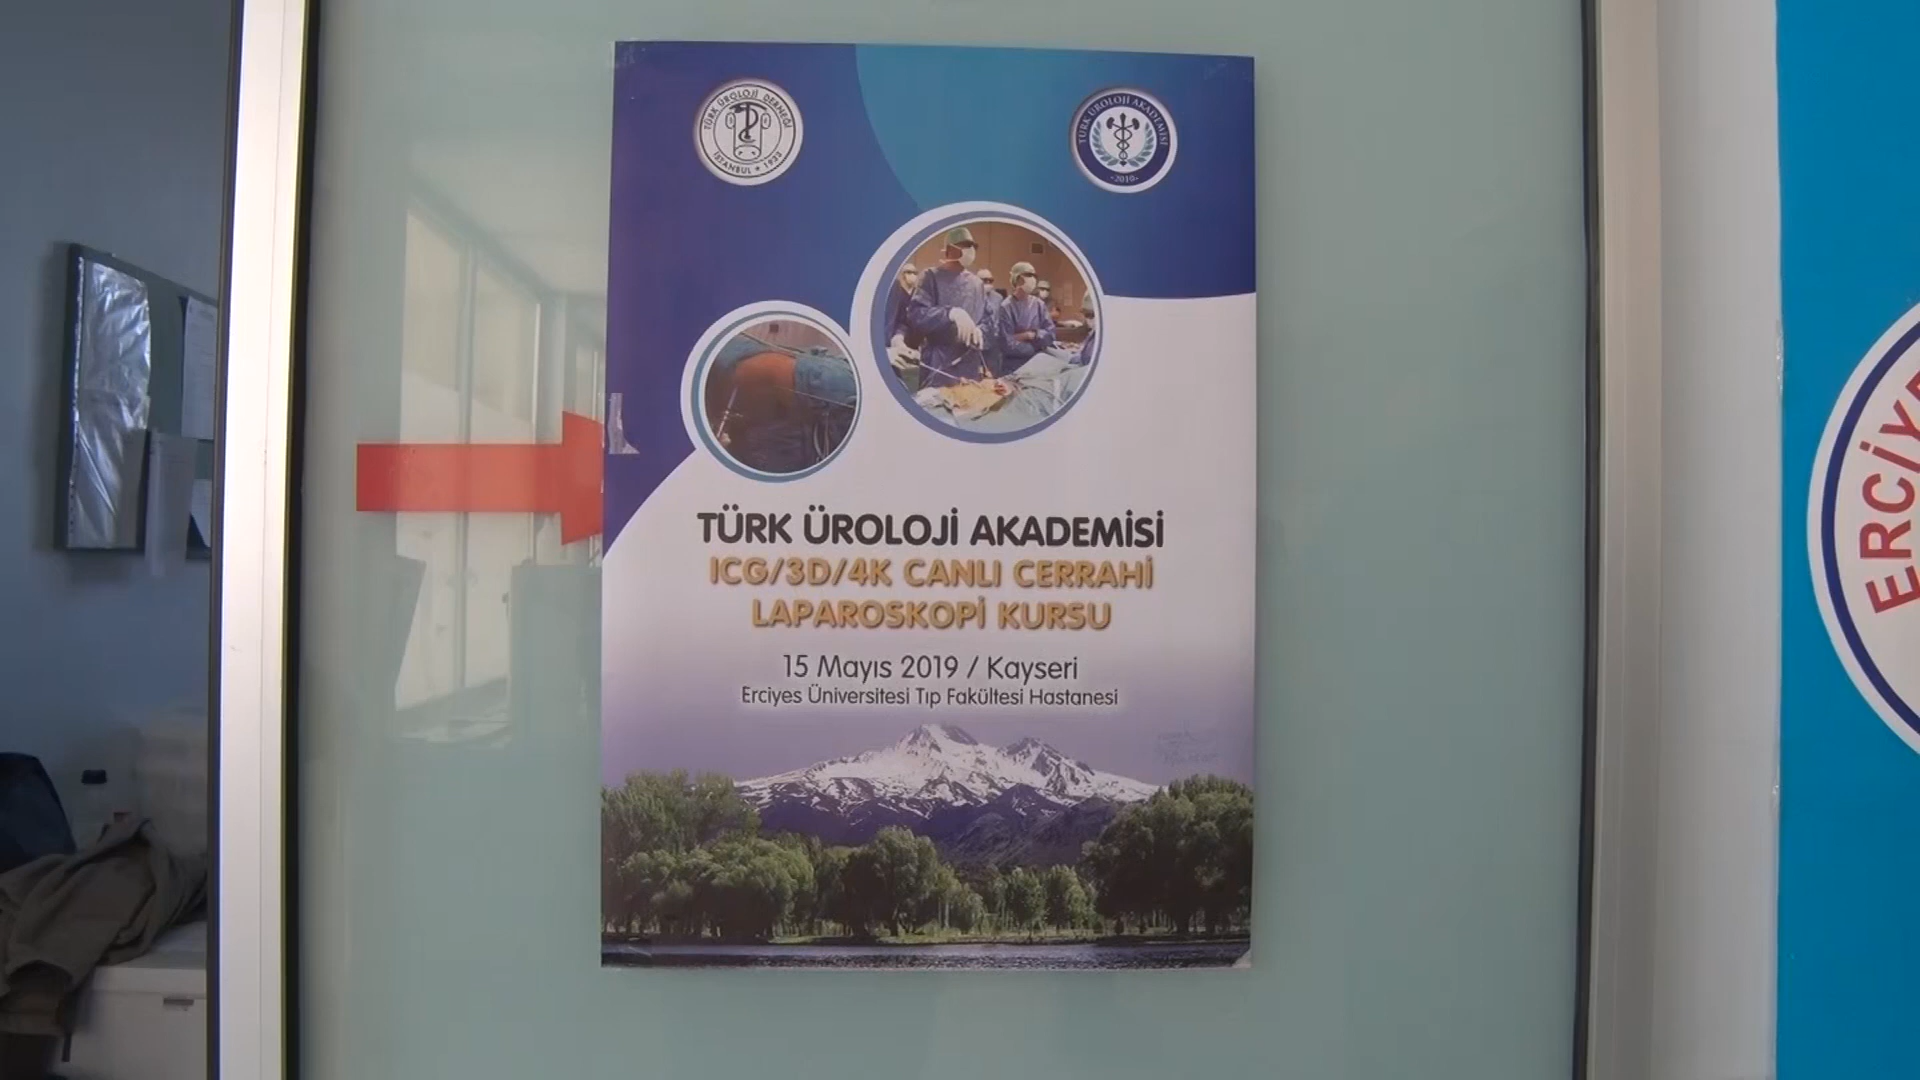 TÜRK ÜROLOJİ DERNEĞİ
İSTANBUL * 1933
TÜRK ÜROLOJİ AKADEMİSİ
·2010·
TÜRK ÜROLOJİ AKADEMİSİ
ICG/3D/4K CANLI CERRAHİ
LAPAROSKOPİ KURSU
15 Mayıs 2019 / Kayseri
Erciyes Üniversitesi Tıp Fakültesi Hastanesi